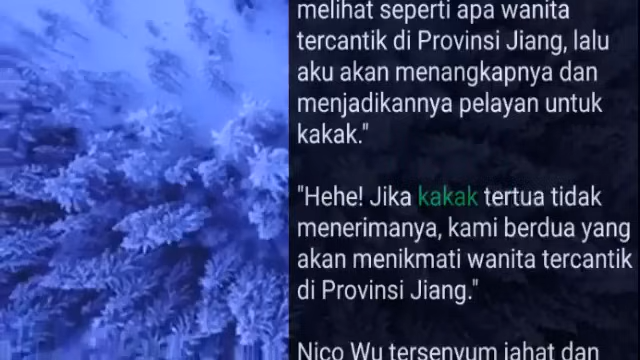 melihat seperti apa wanita
tercantik di Provinsi Jiang, lalu
aku akan menangkapnya dan
menjadikannya pelayan untuk
kakak."
"Hehe! Jika kakak tertua tidak
menerimanya, kami berdua yang
akan menikmati wanita tercantik
di Provinsi Jiang."
Nico Wu tersenyum jahat dan